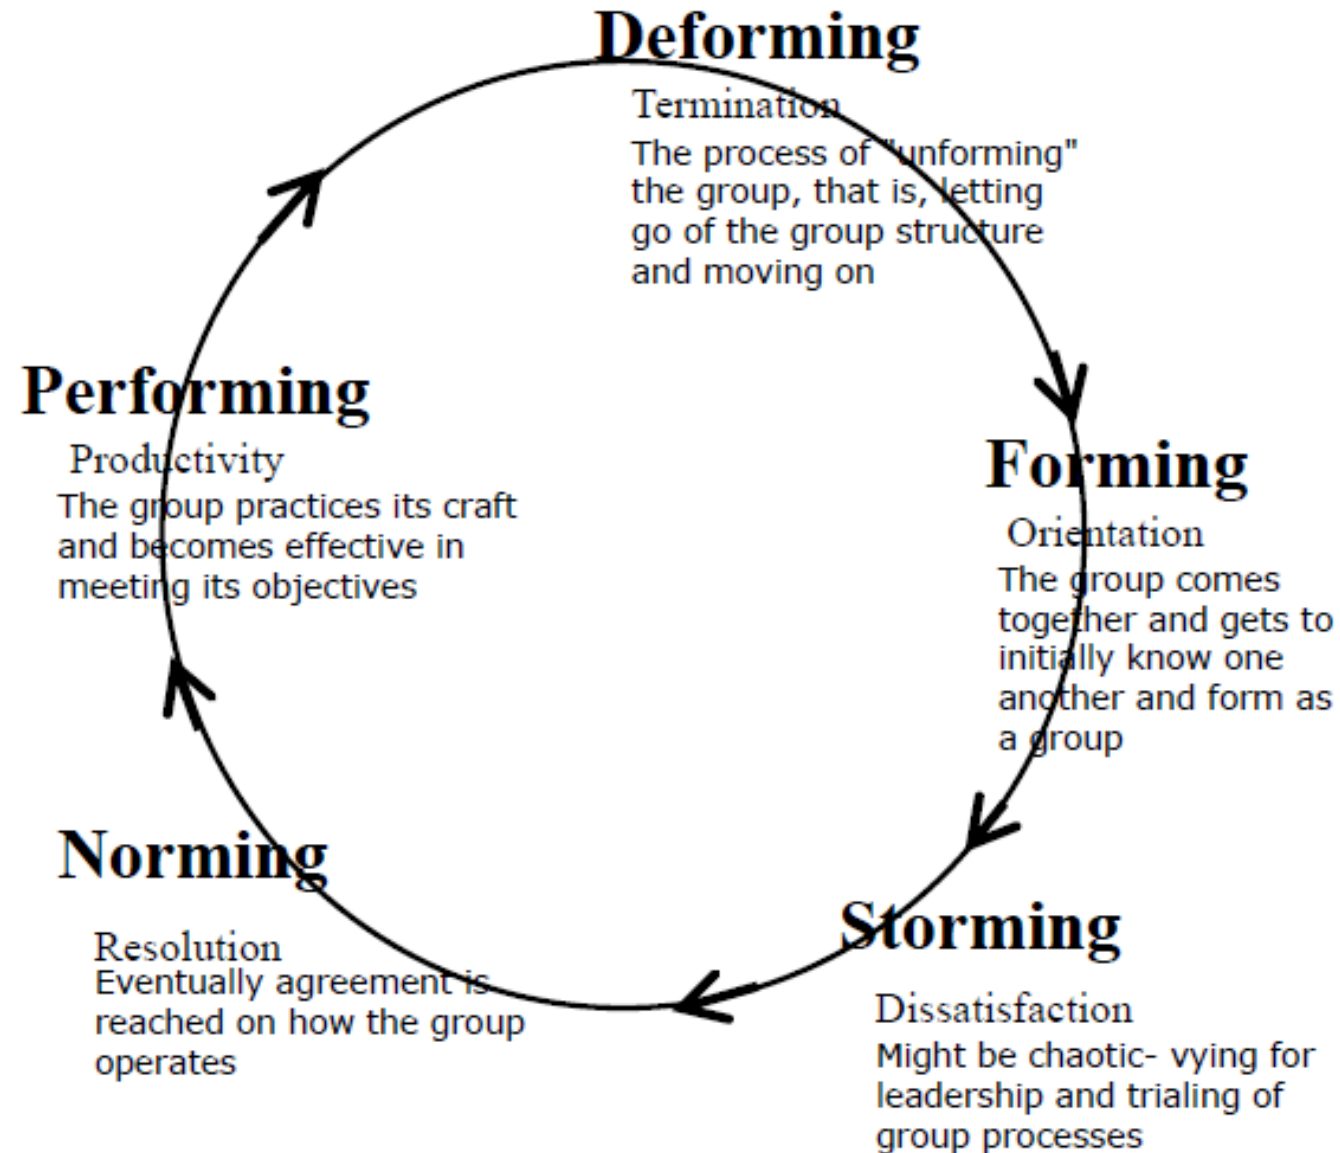 Deforming
Termination
The process of "unforming"
the group, that is, letting
go of the group structure
and moving on
Performing
Productivity
The group practices its craft
and becomes effective in
meeting its objectives
Forming
Orientation
The group comes
together and gets to
initially know one
another and form as
a group
Norming
Resolution
Eventually agreement is
reached on how the group
operates
Storming
Dissatisfaction
Might be chaotic- vying for
leadership and trialing of
group processes